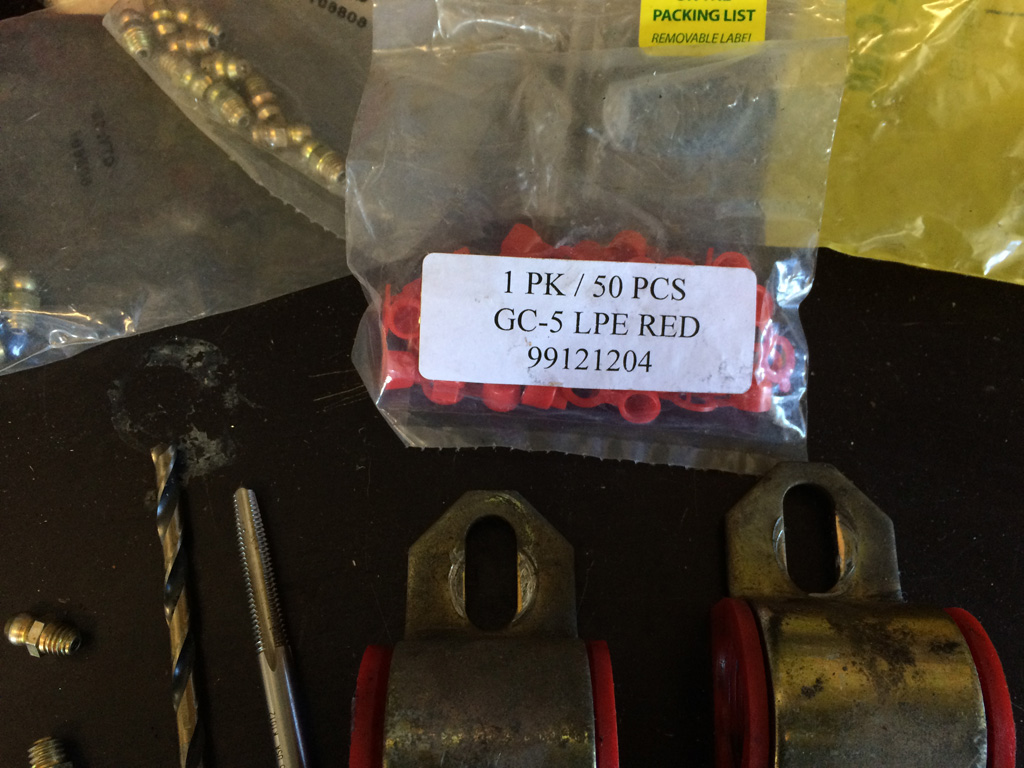 PACKING LIST
REMOVABLE LABEL
1 PK / 50 PCS
GC-5 LPE RED
99121204